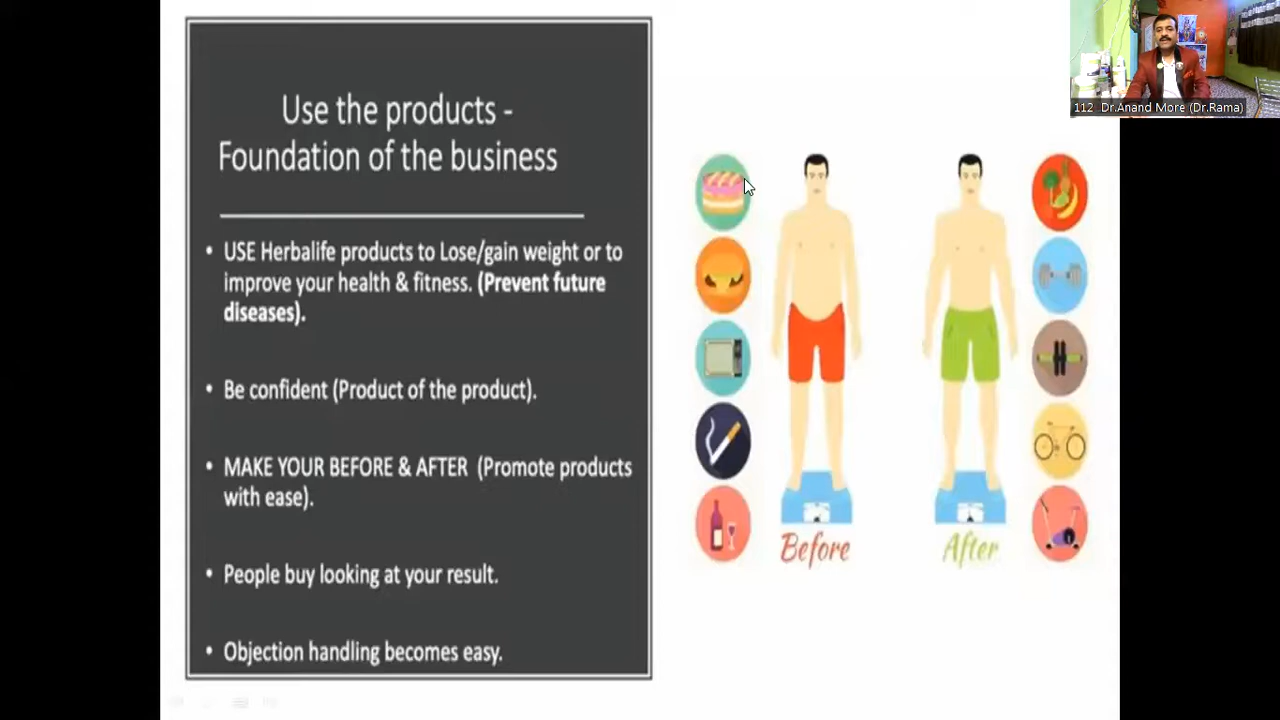 112 Dr.Anand More (Dr.Rama)
Use the products -
Foundation of the business
• USE Herbalife products to Lose/gain weight or to
improve your health & fitness. (Prevent future
diseases).
• Be confident (Product of the product).
• MAKE YOUR BEFORE & AFTER (Promote products
with ease).
• People buy looking at your result.
• Objection handling becomes easy.
Before
After